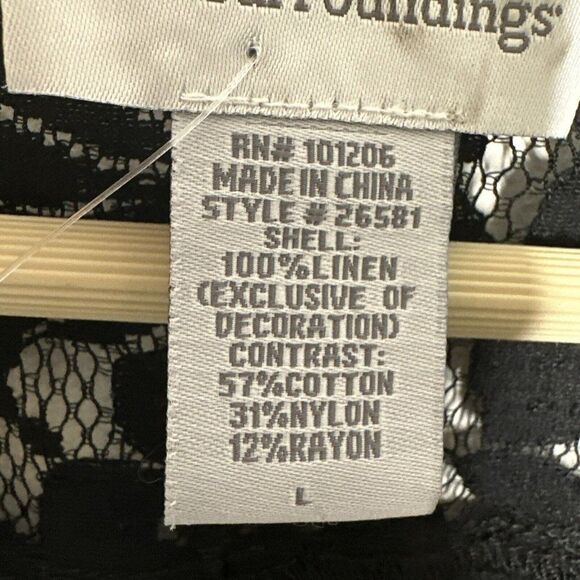 urroundings®
RN# 101206
MADE IN CHINA
STYLE # 26581
SHELL:
100%LINEN
(EXCLUSIVE OF
DECORATION)
CONTRAST:
57%COTTON
31%NYLON
12%RAYON
L